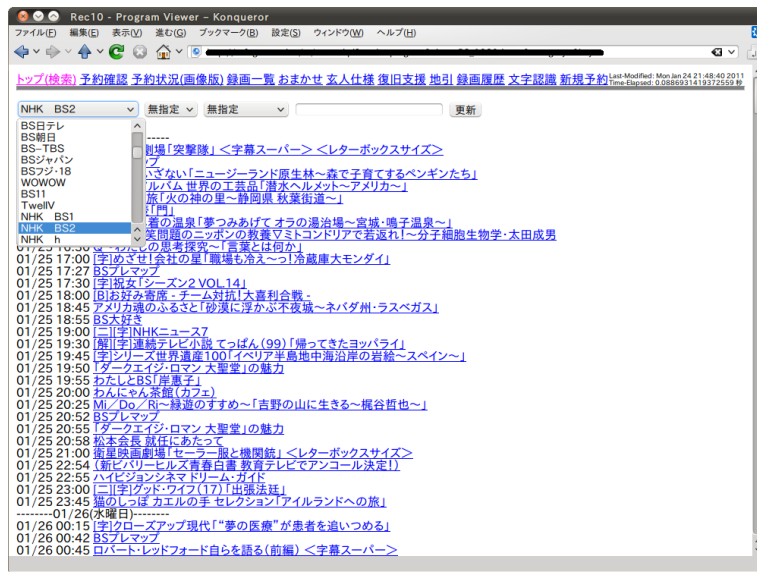 Rec10 - Program Viewer – Konqueror
ファイル(F) 編集(E) 表示(V) 進む(G) ブックマーク(B) 設定(S) ウィンドウ(W) ヘルプ(H)
トップ(検索) 予約確認 予約状況(画像版) 録画一覧 おまかせ 玄人仕様 復旧支援 地引 録画履歴 文字認識 新規予約
Last-Modified: Mon Jan 24 21:48:40 2011
Time-Elapsed: 0.0886931419372559 秒
NHK BS2 無指定 無指定 更新
BS日テレ
BS朝日
BS-TBS
BSジャパン
BSフジ・18
WOWOW
BS11
TwellV
NHK BS1
NHK BS2
NHK h
-----
劇場「突撃隊」 <字幕スーパー> <レターボックスサイズ>
マップ
いざない「ニュージーランド原生林~森で子育てするペンギンたち」
アルバム 世界の工芸品「潜水ヘルメット~アメリカ~」
旅「火の神の里~静岡県 秋葉街道~」
「門」
着の温泉「夢つみあげて オラの湯治場~宮城・鳴子温泉~」
笑問題のニッポンの教養▽ミトコンドリアで若返れ!~分子細胞生物学・太田成男
01/25 16:30 Q~わたしの思考探究~「言葉とは何か」
01/25 17:00 [字]めざせ!会社の星「職場も冷え~っ!冷蔵庫大モンダイ」
01/25 17:27 BSプレマップ
01/25 17:30 [字]祝女「シーズン2 VOL.14」
01/25 18:00 [B]お好み寄席 - チーム対抗!大喜利合戦 -
01/25 18:45 アメリカ魂のふるさと「砂漠に浮かぶ不夜城~ネバダ州・ラスベガス」
01/25 18:55 BS大好き
01/25 19:00 [二][字]NHKニュース7
01/25 19:30 [解][字]連続テレビ小説 てっぱん(99)「帰ってきたヨッパライ」
01/25 19:45 [字]シリーズ世界遺産100「イベリア半島地中海沿岸の岩絵~スペイン~」
01/25 19:50 「ダークエイジ・ロマン 大聖堂」の魅力
01/25 19:55 わたしとBS「岸惠子」
01/25 20:00 わんにゃん茶館(カフェ)
01/25 20:25 Mi/Do/Ri~緑遊のすすめ~「吉野の山に生きる~梶谷哲也~」
01/25 20:52 BSプレマップ
01/25 20:55 「ダークエイジ・ロマン 大聖堂」の魅力
01/25 20:58 松本会長 就任にあたって
01/25 21:00 衛星映画劇場「セーラー服と機関銃」 <レターボックスサイズ>
01/25 22:54 (新ビバリーヒルズ青春白書 教育テレビでアンコール決定!)
01/25 22:55 ハイビジョンシネマ ドリーム・ガイド
01/25 23:00 [二][字]グッド・ワイフ(17)「出張法廷」
01/25 23:45 猫のしっぽ カエルの手 セレクション「アイルランドへの旅」
--------01/26(水曜日)--------
01/26 00:15 [字]クローズアップ現代「“夢の医療”が患者を追いつめる」
01/26 00:42 BSプレマップ
01/26 00:45 ロバート・レッドフォード自らを語る(前編) <字幕スーパー>